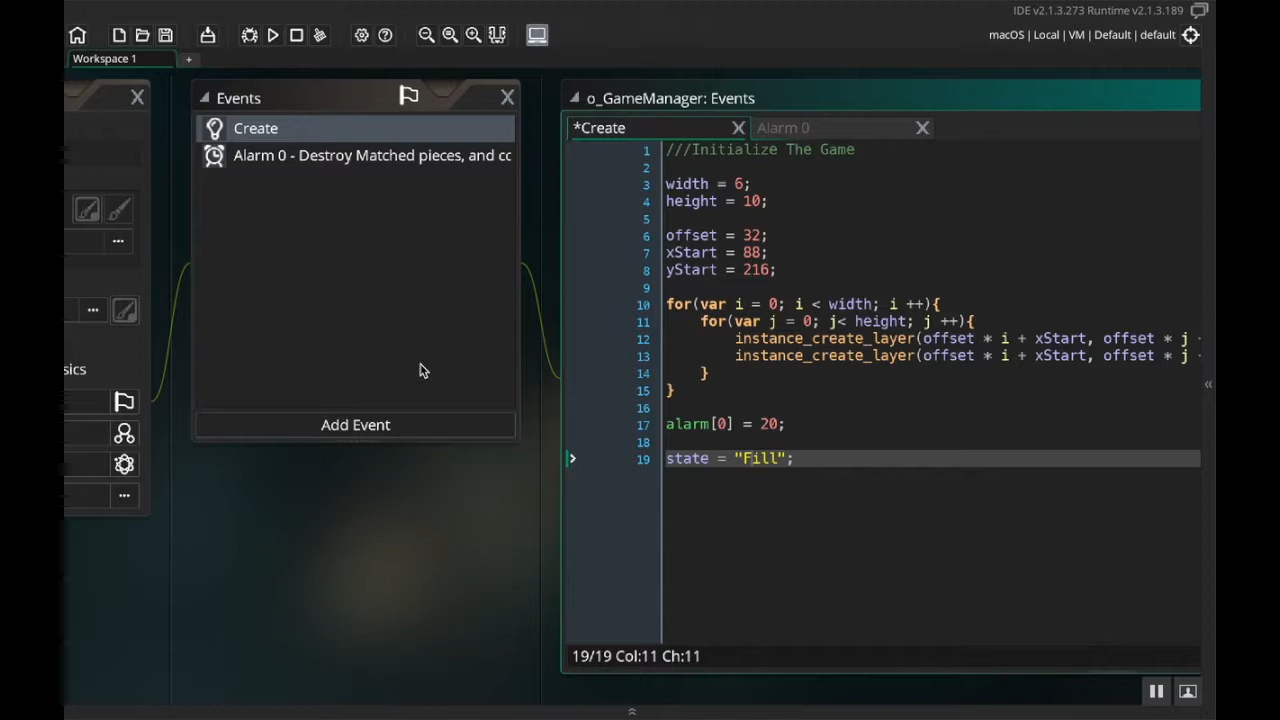 IDE v2.1.3.273 Runtime v2.1.3.189
macOS | Local | VM | Default | default
Workspace 1
+
Events
Create
Alarm 0 - Destroy Matched pieces, and cc
Add Event
sics
o_GameManager: Events
*Create
Alarm 0
1 ///Initialize The Game
2
3 width = 6;
4 height = 10;
5
6 offset = 32;
7 xStart = 88;
8 yStart = 216;
9
10 for(var i = 0; i < width; i ++){
11 for(var j = 0; j< height; j ++){
12 instance_create_layer(offset * i + xStart, offset * j -
13 instance_create_layer(offset * i + xStart, offset * j -
14 }
15 }
16
17 alarm[0] = 20;
18
19 state = "Fill";
19/19 Col:11 Ch:11